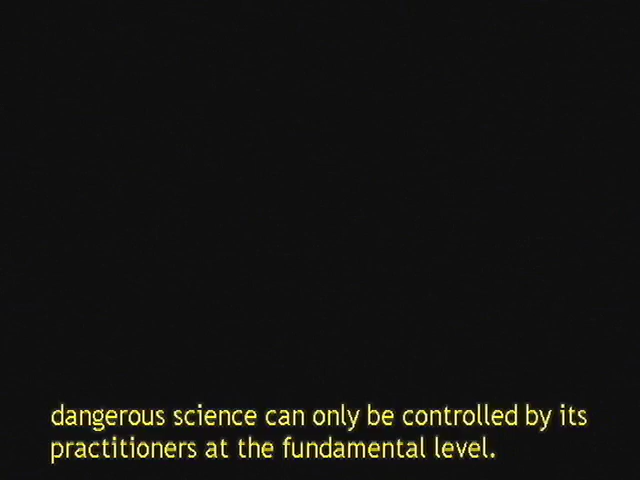 dangerous science can only be controlled by its
practitioners at the fundamental level.